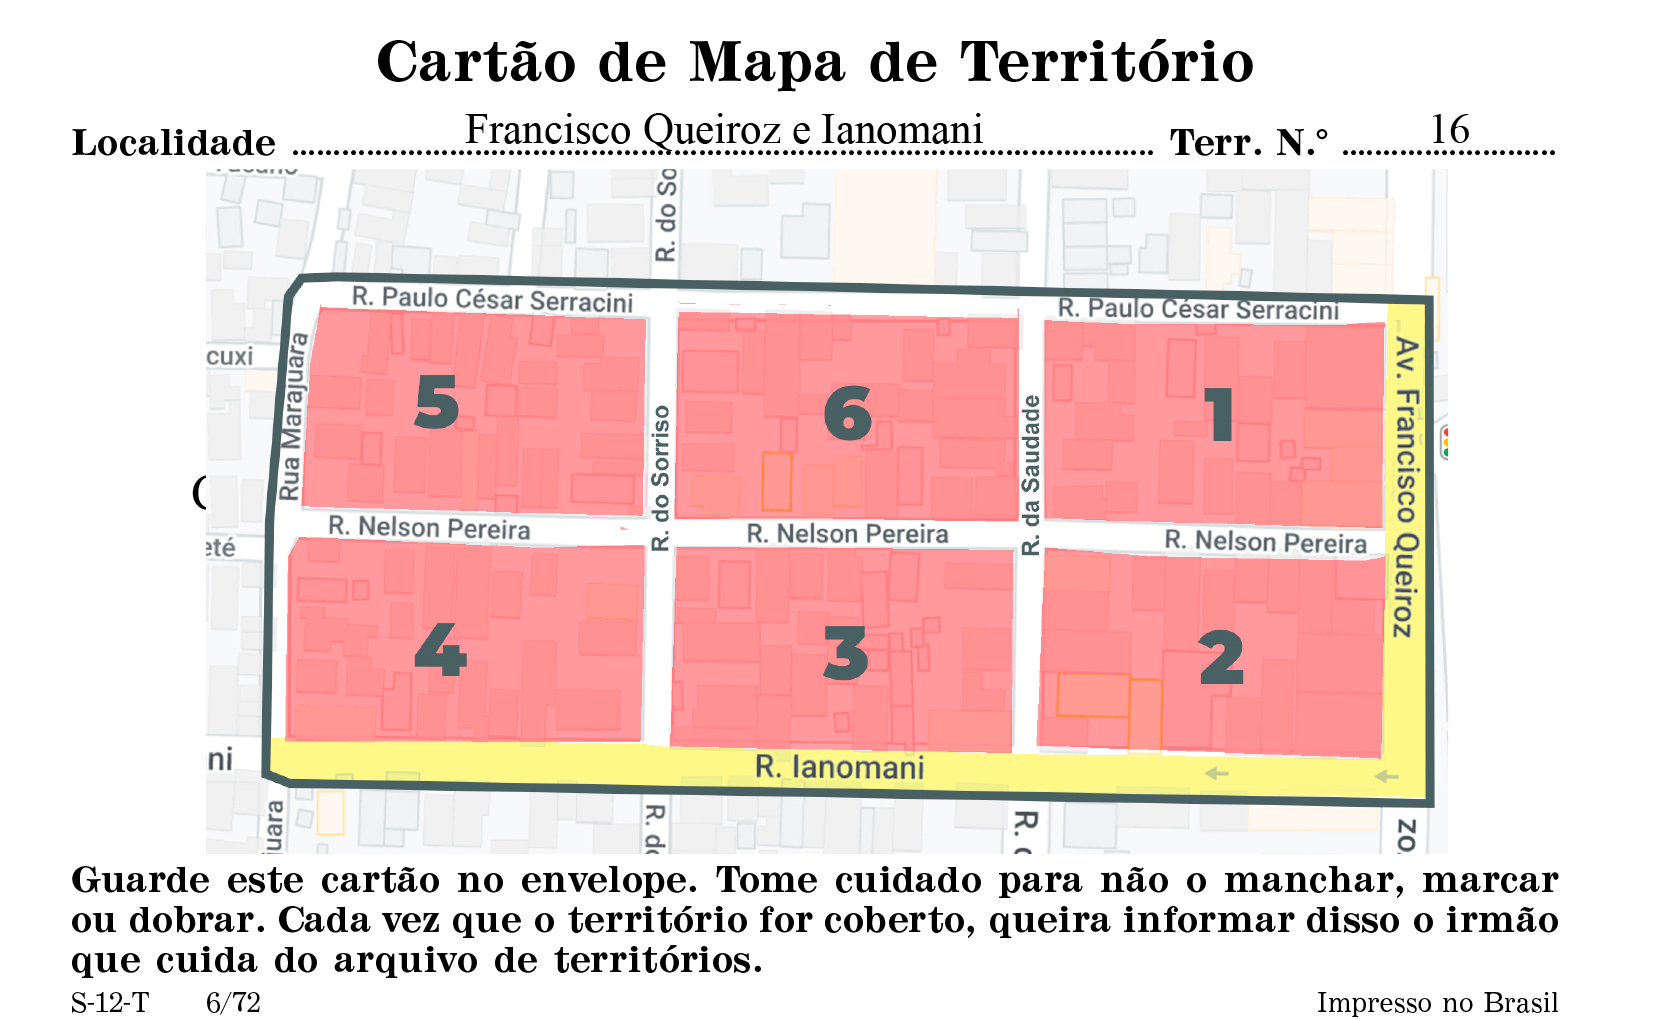 Cartão de Mapa de Território
Localidade Francisco Queiroz e Ianomani Terr. N.° 16
R. do So
R. Paulo César Serracini
R. Paulo César Serracini
cuxi
Rua Marajuara
5
6
1
R. do Sorriso
R. da Saudade
Av. Francisco Queiroz
R. Nelson Pereira
R. Nelson Pereira
R. Nelson Pereira
eté
4
3
2
ni
R. Ianomani
juara
R. do
R. d
zo
Guarde este cartão no envelope. Tome cuidado para não o manchar, marcar
ou dobrar. Cada vez que o território for coberto, queira informar disso o irmão
que cuida do arquivo de territórios.
S-12-T 6/72
Impresso no Brasil